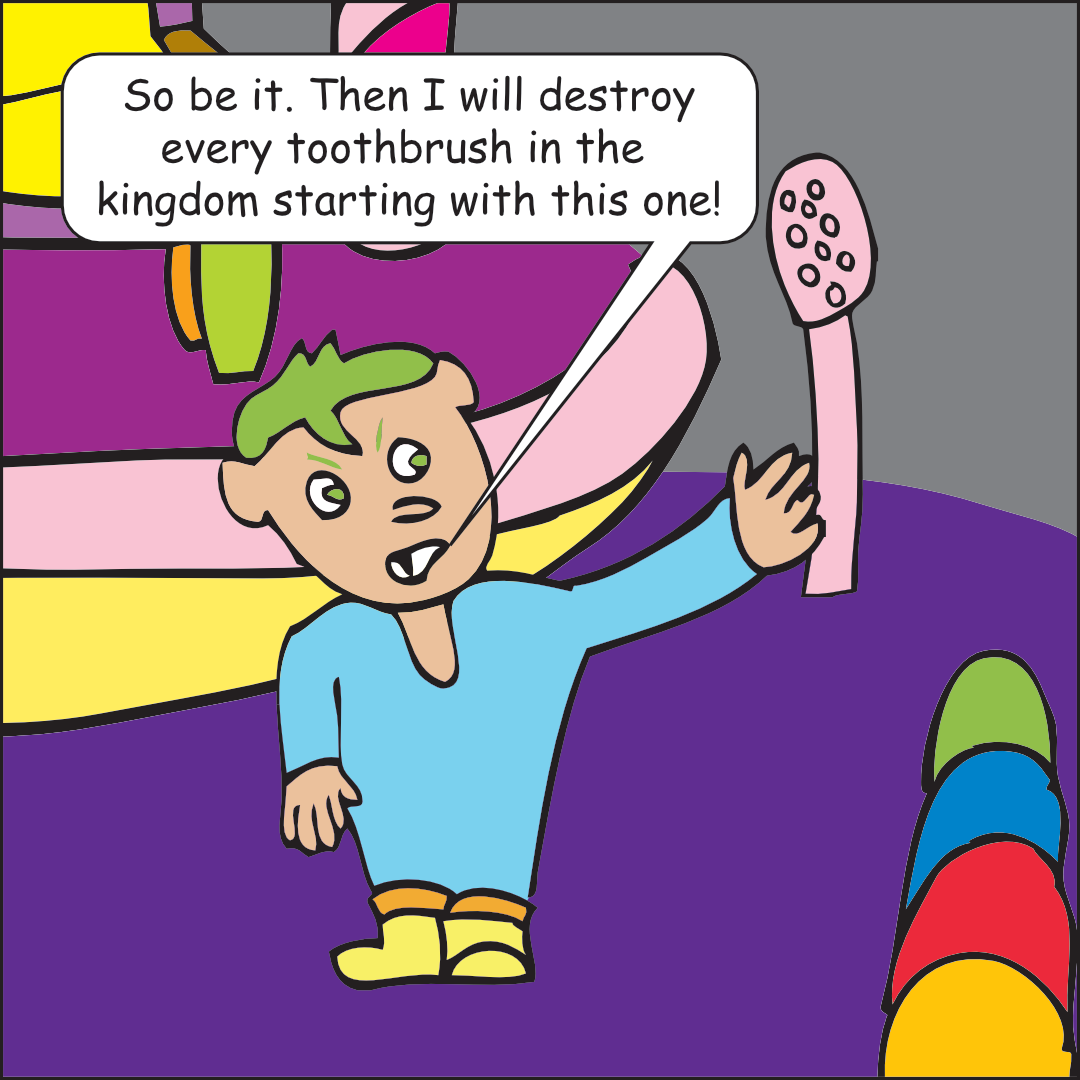 So be it. Then I will destroy
every toothbrush in the
kingdom starting with this one!